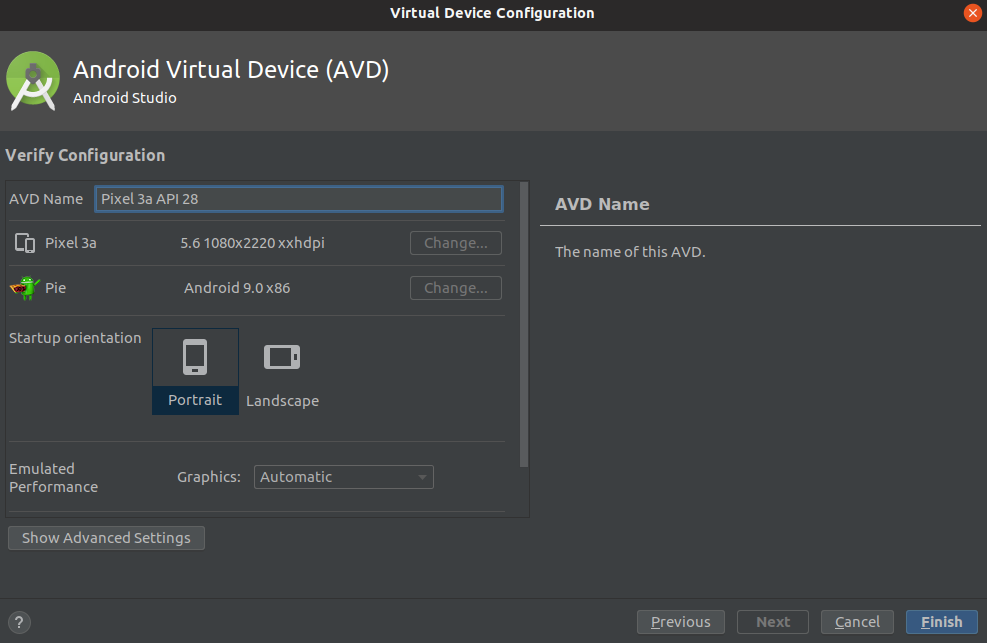 Virtual Device Configuration
Android Virtual Device (AVD)
Android Studio
Verify Configuration
AVD Name Pixel 3a API 28
Pixel 3a 5.6 1080x2220 xxhdpi Change...
Pie Android 9.0 x86 Change...
Startup orientation
Portrait Landscape
Emulated
Performance
Graphics: Automatic
Show Advanced Settings
AVD Name
The name of this AVD.
? Previous Next Cancel Finish